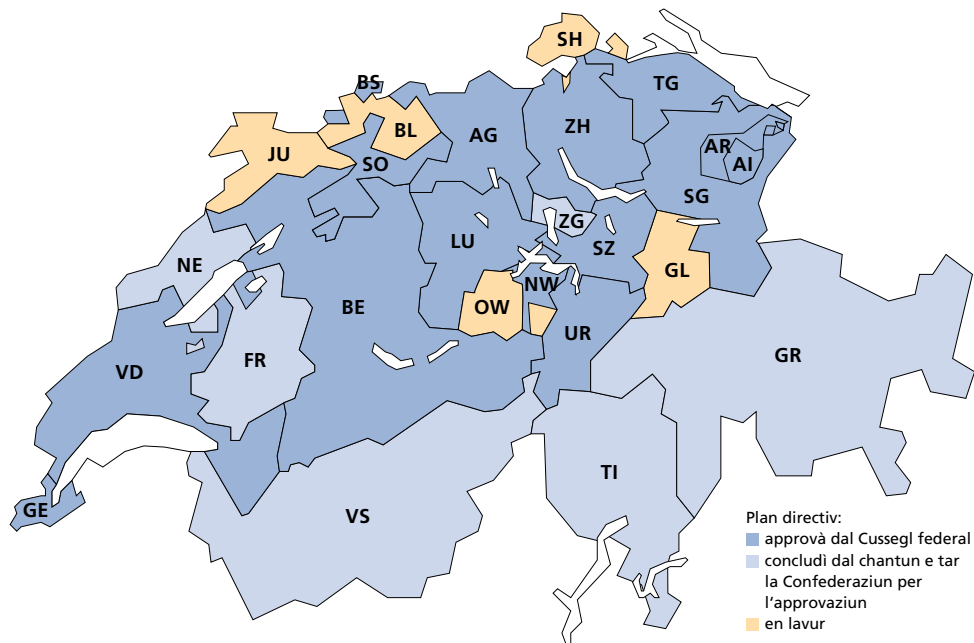 SH
BS
TG
BL
AG
ZH
JU
SO
AR
AI
SG
ZG
LU
SZ
NE
GL
NW
OW
BE
UR
GR
FR
VD
TI
GE
VS
Plan directiv:
approvà dal Cussegl federal
concludì dal chantun e tar
la Confederaziun per
l'approvaziun
en lavur